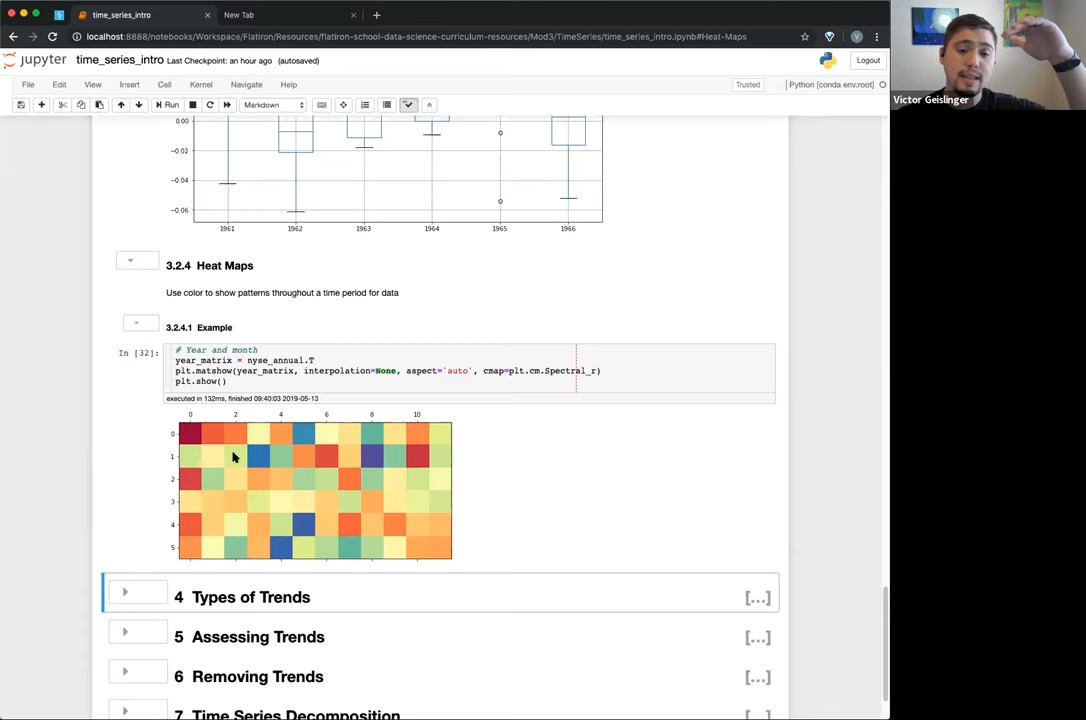 time_series_intro
New Tab
localhost:8888/notebooks/Workspace/Flatiron/Resources/flatiron-school-data-science-curriculum-resources/Mod3/TimeSeries/time_series_intro.ipynb#Heat-Maps
jupyter time_series_intro Last Checkpoint: an hour ago (autosaved)
Logout
File Edit View Insert Cell Kernel Navigate Help
Trusted Python [conda env:root]
Run Markdown
Victor Geislinger
0.00
−0.02
−0.04
−0.06
1961 1962 1963 1964 1965 1966
3.2.4 Heat Maps
Use color to show patterns throughout a time period for data
3.2.4.1 Example
In [32]:
# Year and month
year_matrix = nyse_annual.T
plt.matshow(year_matrix, interpolation=None, aspect='auto', cmap=plt.cm.Spectral_r)
plt.show()
executed in 132ms, finished 09:40:03 2019-05-13
0 2 4 6 8 10
0
1
2
3
4
5
4 Types of Trends [...]
5 Assessing Trends [...]
6 Removing Trends [...]
7 Time Series Decomposition